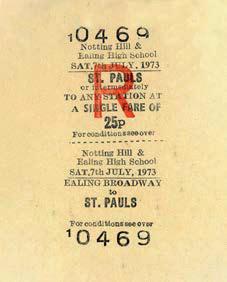 10469
Notting Hill &
Ealing High School
SAT, 7th JULY, 1973
ST. PAULS
or intermediately
TO ANY STATION AT
A SINGLE FARE OF
25P
For conditions see over
R
Notting Hill &
Ealing High School
SAT, 7th JULY, 1973
EALING BROADWAY
to
ST. PAULS
For conditions see over
10469